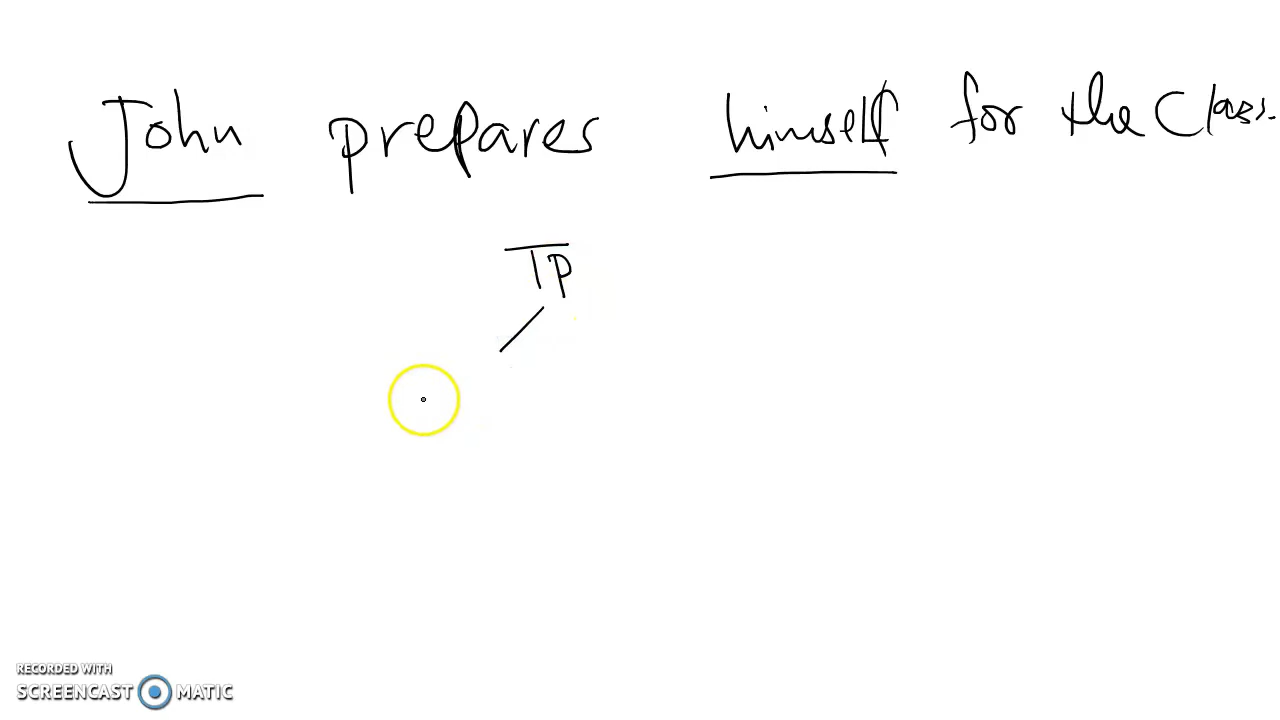 John prepares himself for the Class.
TP
RECORDED WITH
SCREENCAST MATIC